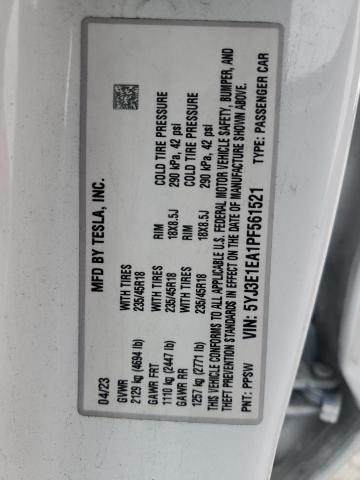 MFD BY TESLA, INC.
04/23
GVWR WITH TIRES RIM COLD TIRE PRESSURE
2129 kg (4694 lb) 235/45R18 18X8.5J 290 kPa, 42 psi
GAWR FRT WITH TIRES RIM COLD TIRE PRESSURE
1110 kg (2447 lb) 235/45R18 18X8.5J 290 kPa, 42 psi
GAWR RR
1257 kg (2771 lb)
THIS VEHICLE CONFORMS TO ALL APPLICABLE U.S. FEDERAL MOTOR VEHICLE SAFETY, BUMPER, AND
THEFT PREVENTION STANDARDS IN EFFECT ON THE DATE OF MANUFACTURE SHOWN ABOVE.
VIN: 5YJ3E1EA1PF561521
PNT: PPSW TYPE: PASSENGER CAR